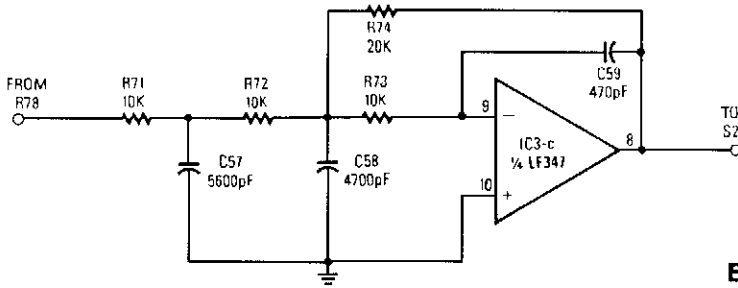 R74
20K
C59
470pF
FROM
R78
R71
10K
R72
10K
R73
10K
9
−
IC3-c
¼ LF347
8
TO
S2
C57
5600pF
C58
4700pF
10
+
E